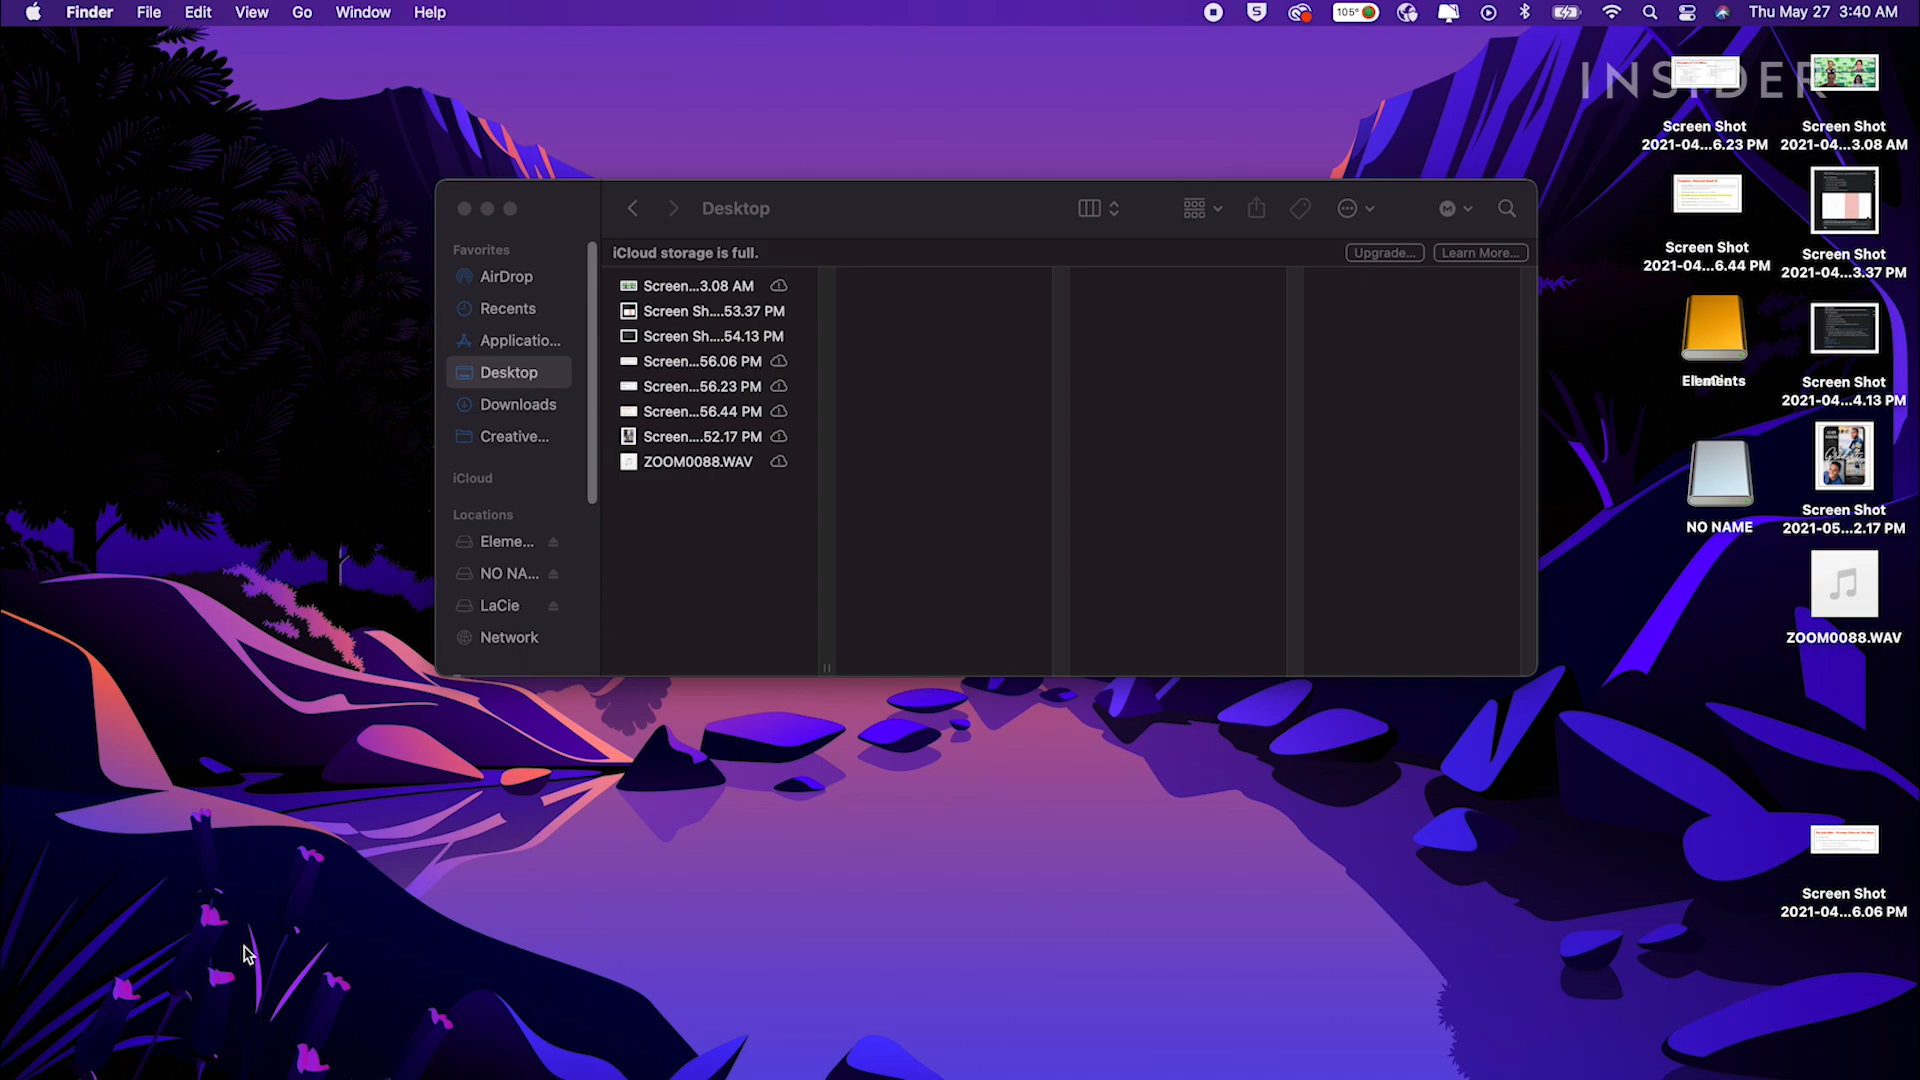 Finder File Edit View Go Window Help
105°
Thu May 27 3:40 AM
INSIDER
Desktop
iCloud storage is full.
Upgrade...
Learn More...
Favorites
AirDrop
Recents
Applicatio...
Desktop
Downloads
Creative...
iCloud
Locations
Eleme...
NO NA...
LaCie
Network
Screen...3.08 AM
Screen Sh....53.37 PM
Screen Sh....54.13 PM
Screen...56.06 PM
Screen...56.23 PM
Screen...56.44 PM
Screen....52.17 PM
ZOOM0088.WAV
Screen Shot
2021-04...6.23 PM
Screen Shot
2021-04...3.08 AM
Screen Shot
2021-04...6.44 PM
Screen Shot
2021-04...3.37 PM
Elements
Screen Shot
2021-04...4.13 PM
NO NAME
Screen Shot
2021-05...2.17 PM
ZOOM0088.WAV
Screen Shot
2021-04...6.06 PM